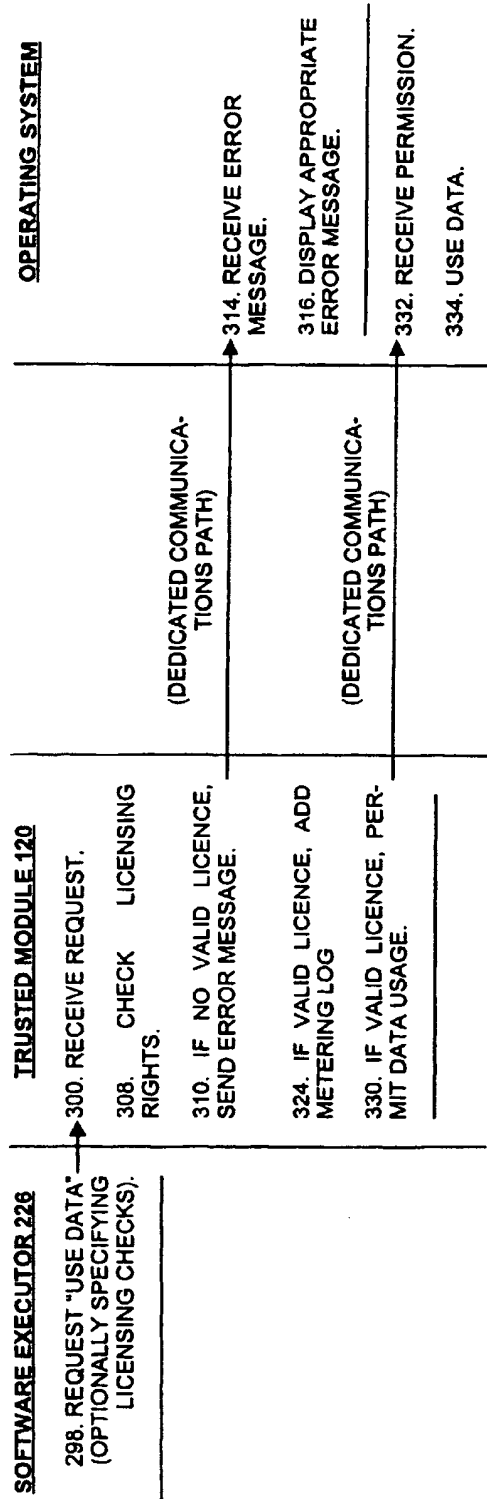 SOFTWARE EXECUTOR 226
298. REQUEST "USE DATA"
(OPTIONALLY SPECIFYING
LICENSING CHECKS).
TRUSTED MODULE 120
300. RECEIVE REQUEST.
308. CHECK LICENSING
RIGHTS.
310. IF NO VALID LICENCE,
SEND ERROR MESSAGE.
324. IF VALID LICENCE, ADD
METERING LOG
330. IF VALID LICENCE, PER-
MIT DATA USAGE.
(DEDICATED COMMUNICA-
TIONS PATH)
(DEDICATED COMMUNICA-
TIONS PATH)
OPERATING SYSTEM
314. RECEIVE ERROR
MESSAGE.
316. DISPLAY APPROPRIATE
ERROR MESSAGE.
332. RECEIVE PERMISSION.
334. USE DATA.